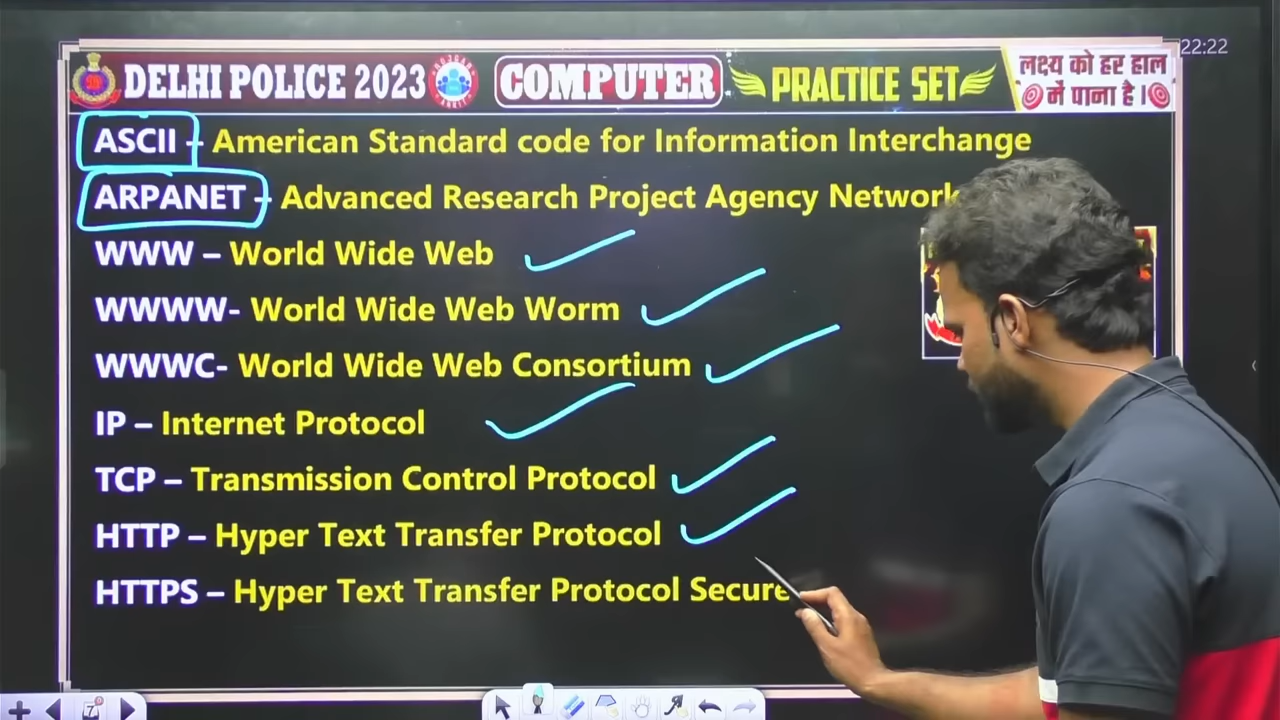 22:22
DELHI POLICE 2023 COMPUTER PRACTICE SET
लक्ष्य को हर हाल
में पाना है।
ASCII – American Standard code for Information Interchange
ARPANET – Advanced Research Project Agency Network
WWW – World Wide Web
WWWW- World Wide Web Worm
WWWC- World Wide Web Consortium
IP – Internet Protocol
TCP – Transmission Control Protocol
HTTP – Hyper Text Transfer Protocol
HTTPS – Hyper Text Transfer Protocol Secure